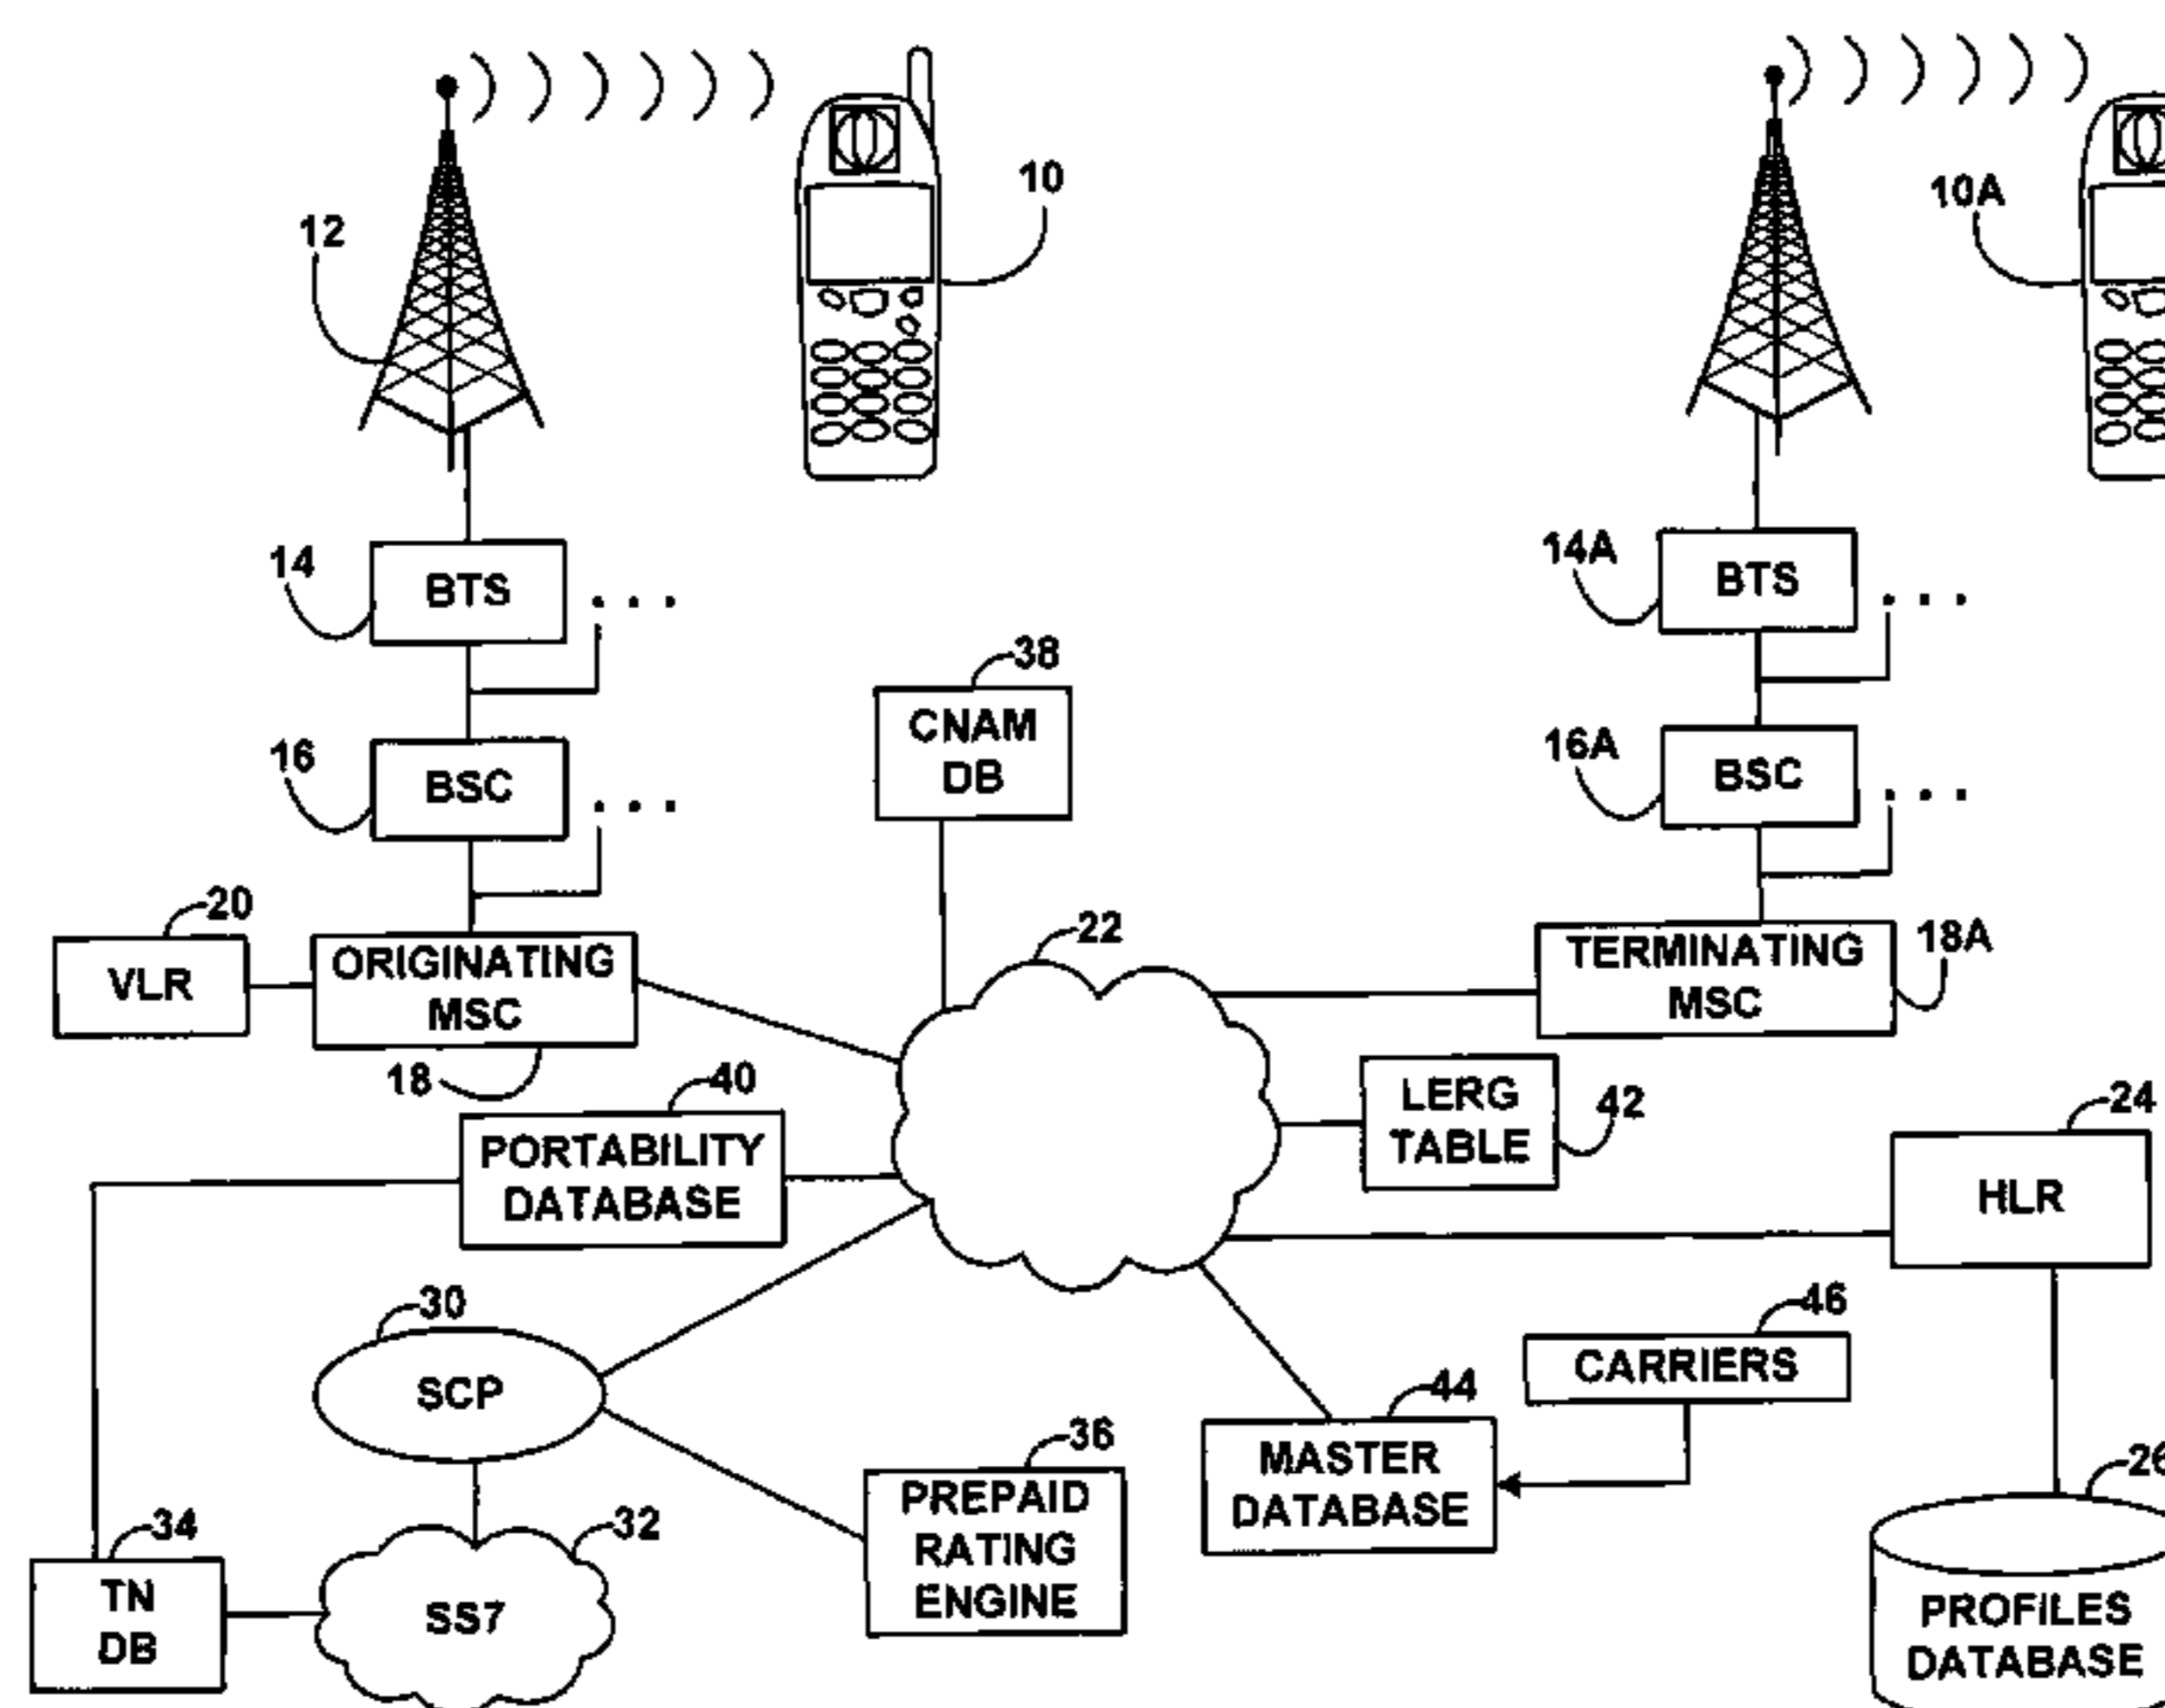 10
10A
12
14
BTS
. . .
14A
BTS
. . .
38
CNAM
DB
16
BSC
. . .
16A
BSC
. . .
20
VLR
ORIGINATING
MSC
18
22
TERMINATING
MSC
18A
40
PORTABILITY
DATABASE
LERG
TABLE
42
24
HLR
30
SCP
46
CARRIERS
44
MASTER
DATABASE
36
PREPAID
RATING
ENGINE
34
TN
DB
32
SS7
26
PROFILES
DATABASE